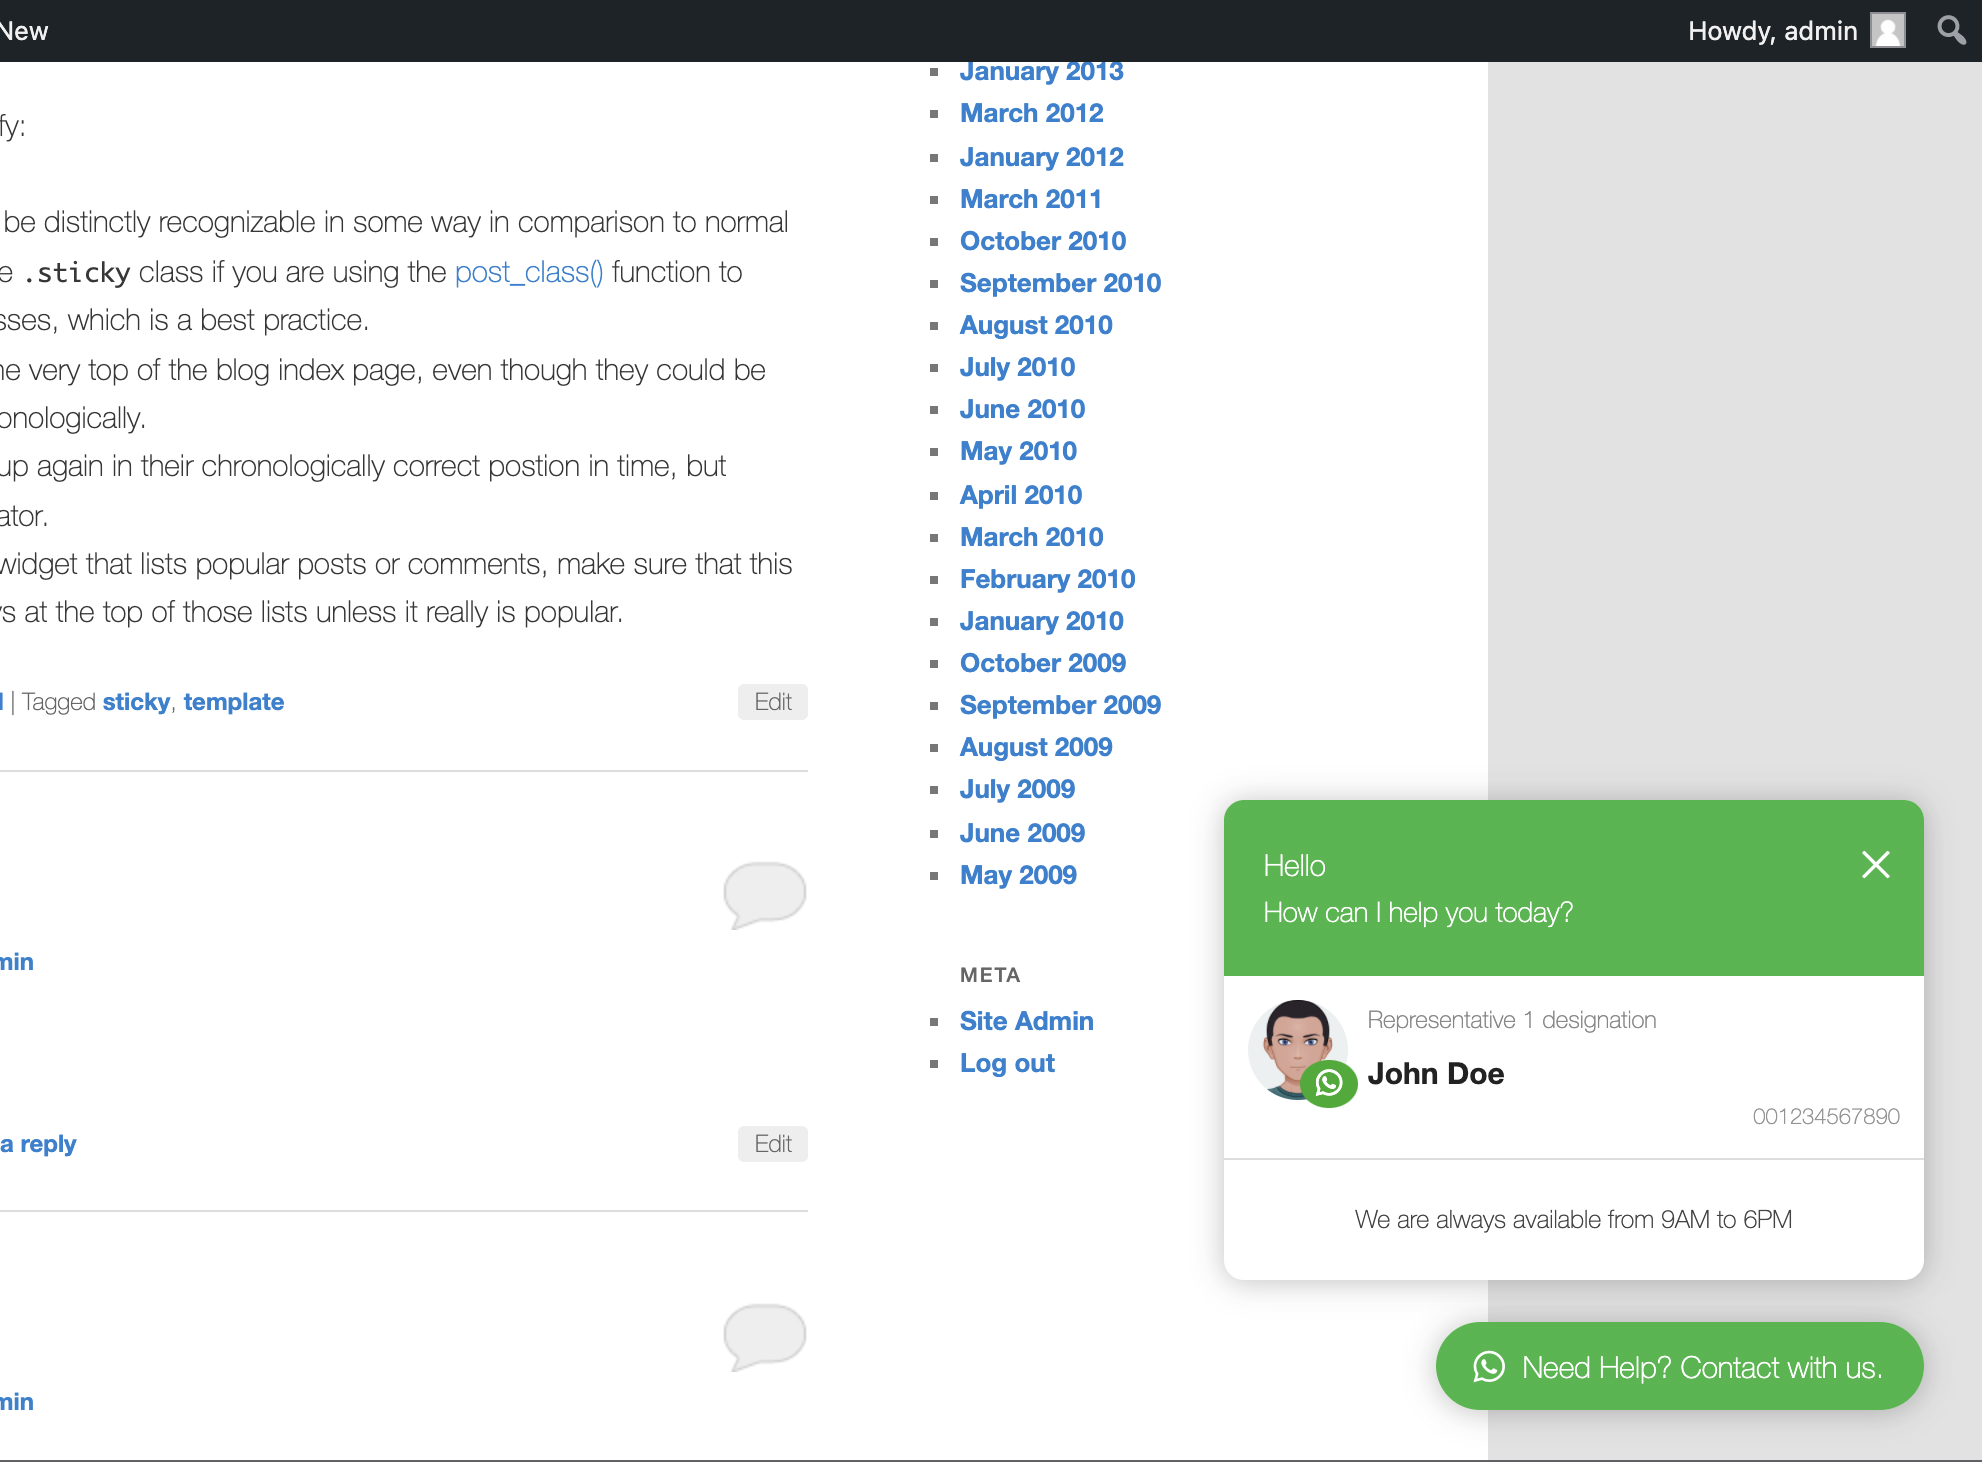 New
Howdy, admin
fy:
be distinctly recognizable in some way in comparison to normal
e .sticky class if you are using the post_class() function to
sses, which is a best practice.
he very top of the blog index page, even though they could be
onologically.
up again in their chronologically correct postion in time, but
ator.
widget that lists popular posts or comments, make sure that this
s at the top of those lists unless it really is popular.
| Tagged sticky, template
Edit
min
a reply
Edit
min
January 2013
March 2012
January 2012
March 2011
October 2010
September 2010
August 2010
July 2010
June 2010
May 2010
April 2010
March 2010
February 2010
January 2010
October 2009
September 2009
August 2009
July 2009
June 2009
May 2009
META
Site Admin
Log out
Hello
How can I help you today?
Representative 1 designation
John Doe
001234567890
We are always available from 9AM to 6PM
Need Help? Contact with us.